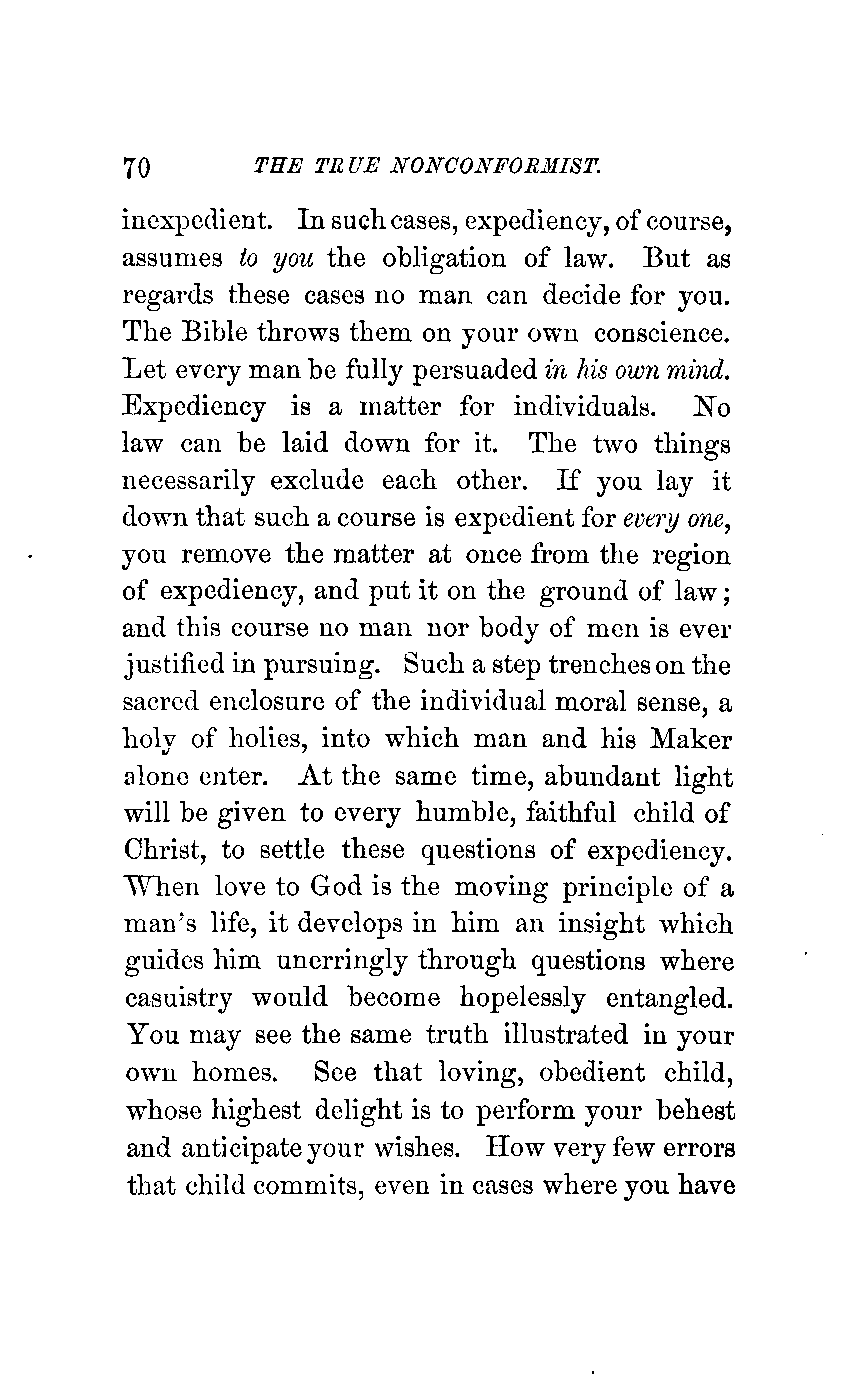 70 THE TRUE NONCONFORMIST.
inexpedient. In such cases, expediency, of course,
assumes to you the obligation of law. But as
regards these cases no man can decide for you.
The Bible throws them on your own conscience.
Let every man be fully persuaded in his own mind.
Expediency is a matter for individuals. No
law can be laid down for it. The two things
necessarily exclude each other. If you lay it
down that such a course is expedient for every one,
you remove the matter at once from the region
of expediency, and put it on the ground of law;
and this course no man nor body of men is ever
justified in pursuing. Such a step trenches on the
sacred enclosure of the individual moral sense, a
holy of holies, into which man and his Maker
alone enter. At the same time, abundant light
will be given to every humble, faithful child of
Christ, to settle these questions of expediency.
When love to God is the moving principle of a
man's life, it develops in him an insight which
guides him unerringly through questions where
casuistry would become hopelessly entangled.
You may see the same truth illustrated in your
own homes. See that loving, obedient child,
whose highest delight is to perform your behest
and anticipate your wishes. How very few errors
that child commits, even in cases where you have